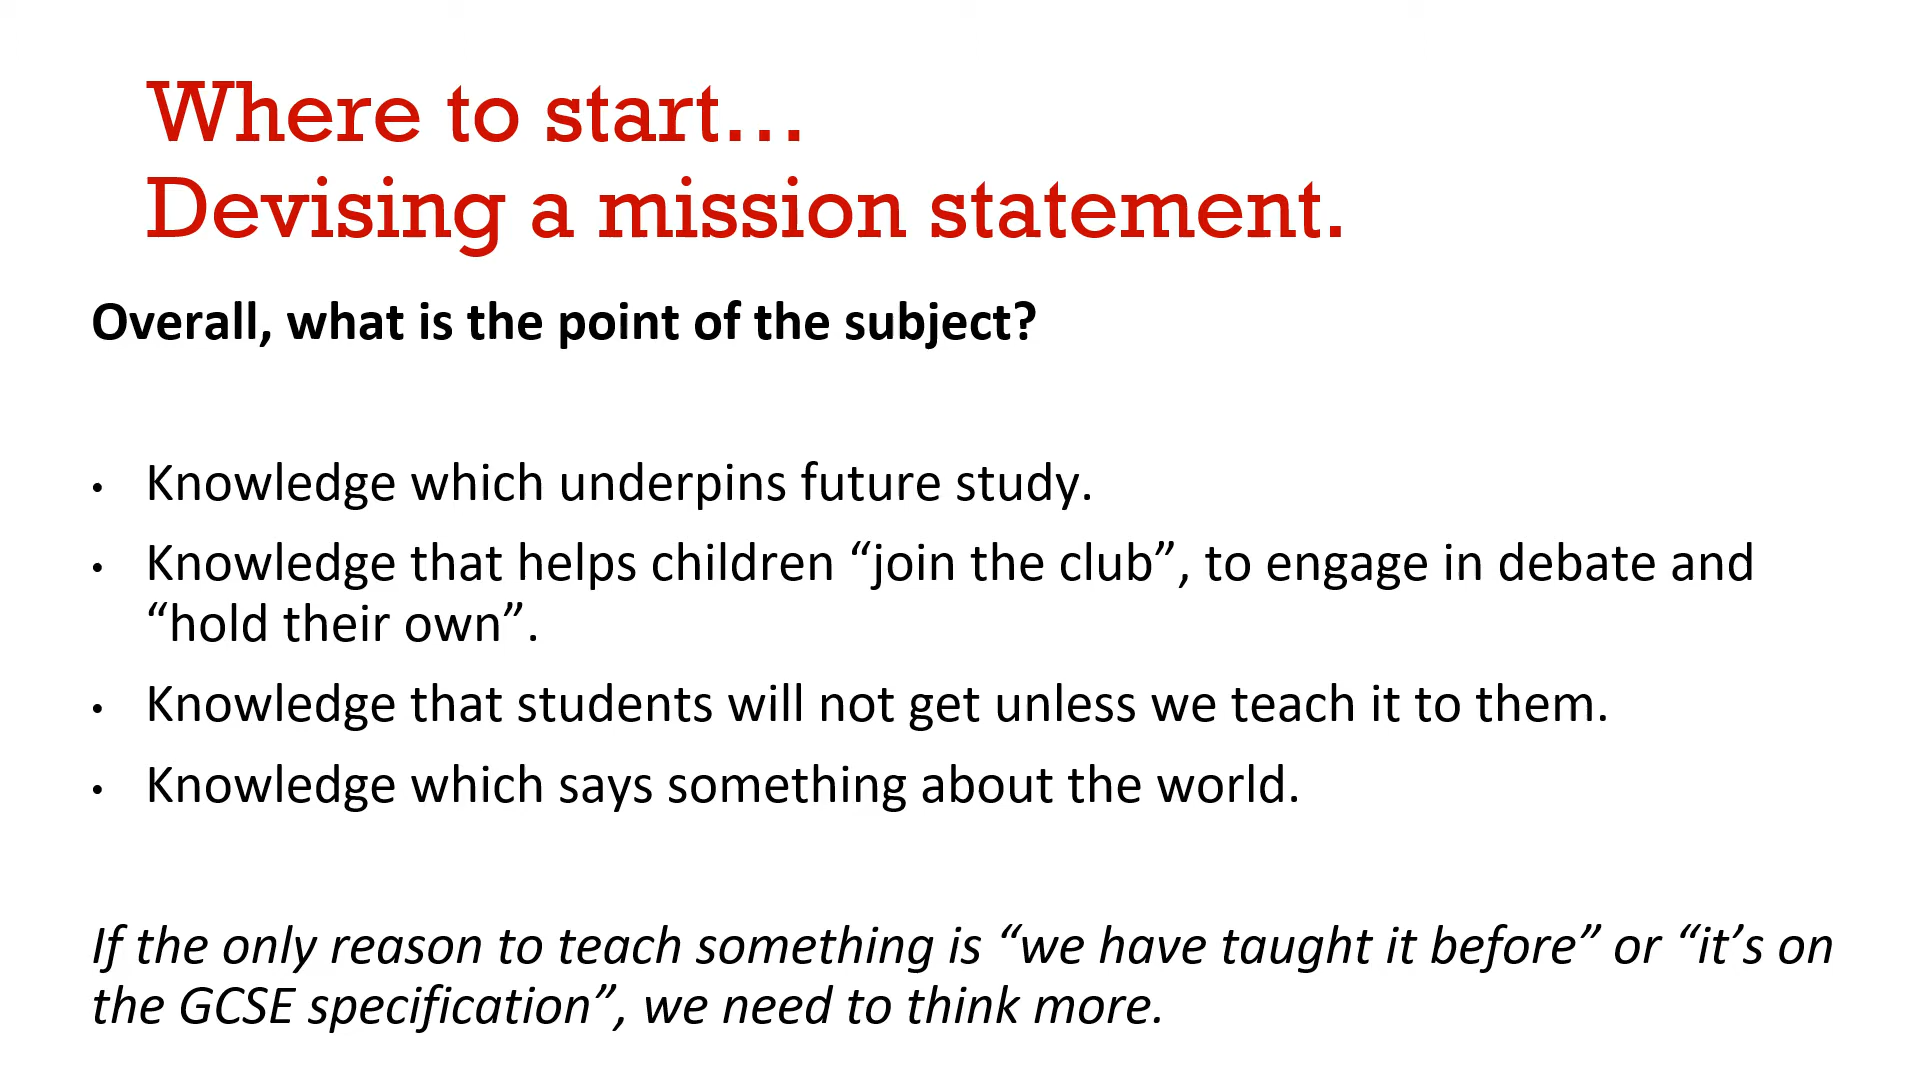 Where to start…
Devising a mission statement.
Overall, what is the point of the subject?
• Knowledge which underpins future study.
• Knowledge that helps children “join the club”, to engage in debate and
“hold their own”.
• Knowledge that students will not get unless we teach it to them.
• Knowledge which says something about the world.
If the only reason to teach something is “we have taught it before” or “it’s on
the GCSE specification”, we need to think more.